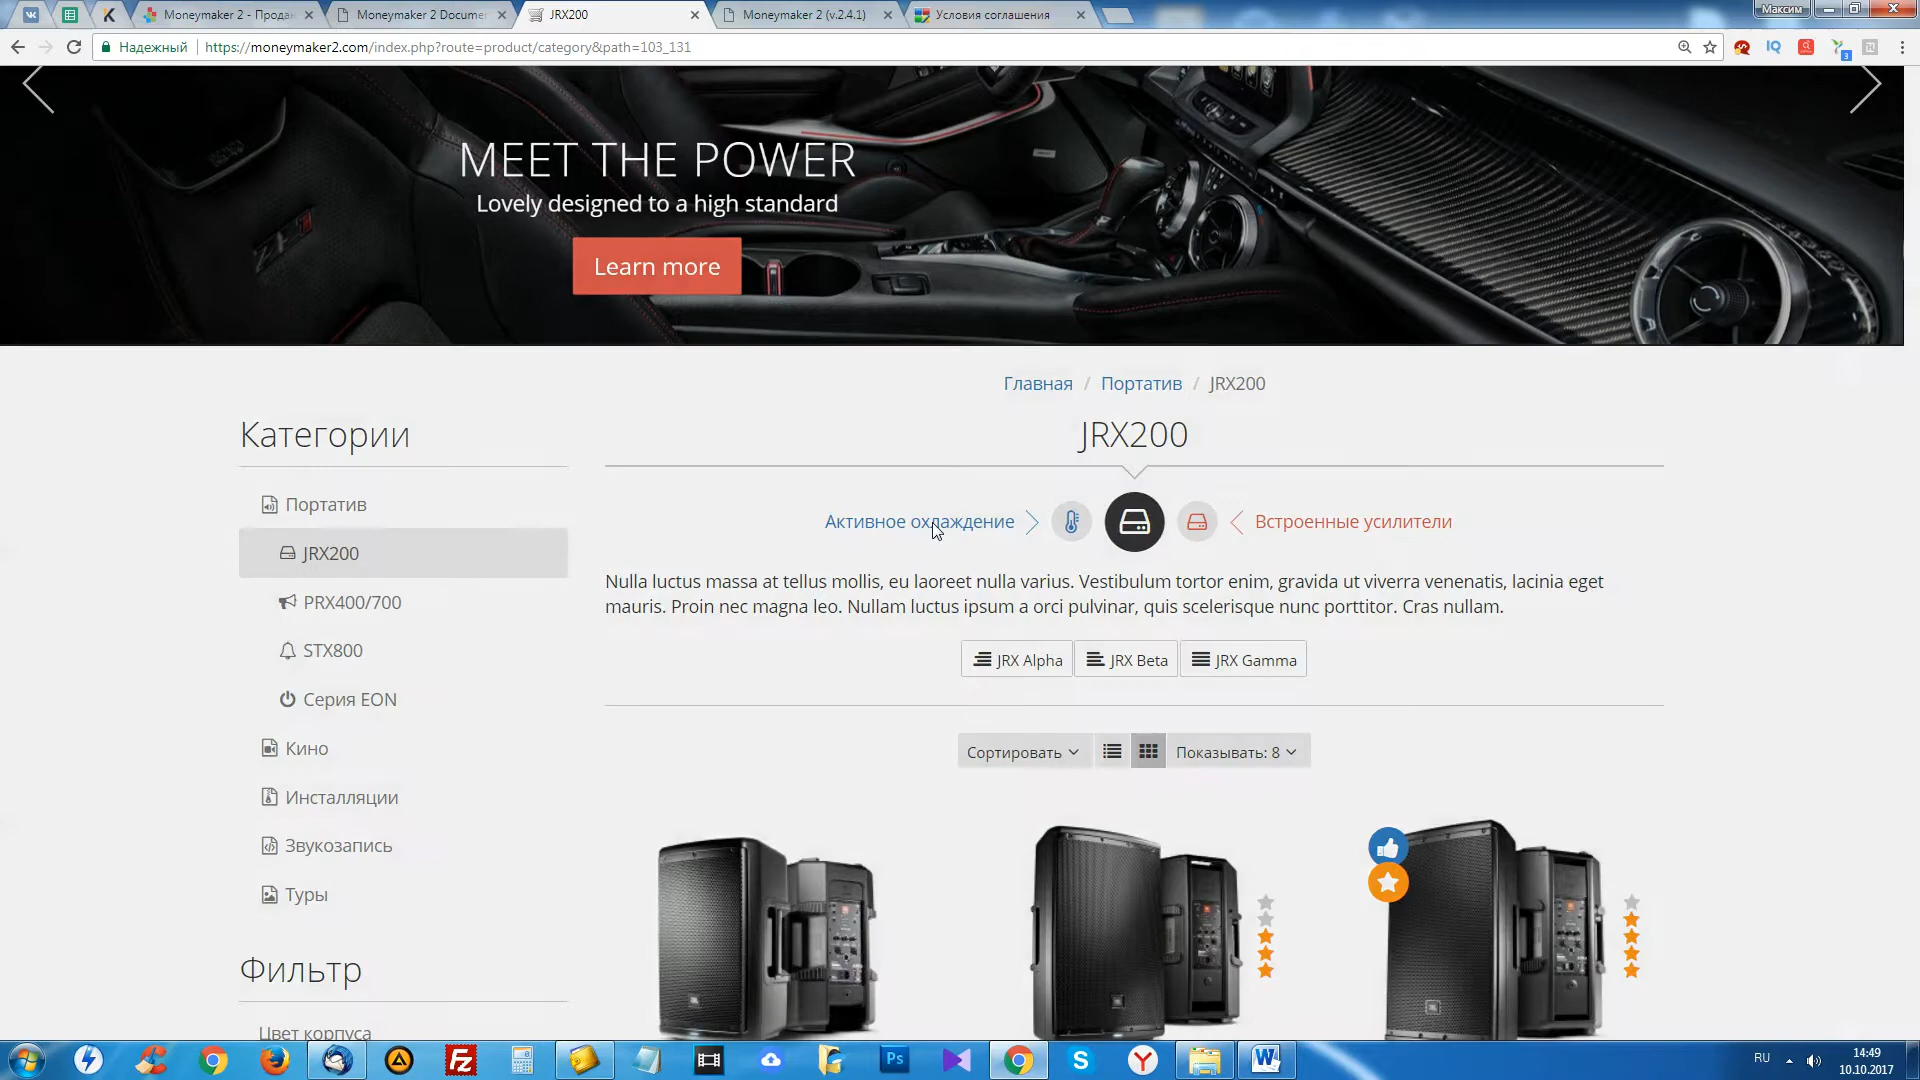 Moneymaker 2 - Прода
Moneymaker 2 Docume
JRX200
Moneymaker 2 (v.2.4.1)
Условия соглашения
Максим
Надежный
https://moneymaker2.com/index.php?route=product/category&path=103_131
MEET THE POWER
Lovely designed to a high standard
Learn more
Главная / Портатив / JRX200
Категории
JRX200
Портатив
JRX200
PRX400/700
STX800
Серия EON
Кино
Инсталляции
Звукозапись
Туры
Фильтр
Цвет корпуса
Активное охлаждение
Встроенные усилители
Nulla luctus massa at tellus mollis, eu laoreet nulla varius. Vestibulum tortor enim, gravida ut viverra venenatis, lacinia eget
mauris. Proin nec magna leo. Nullam luctus ipsum a orci pulvinar, quis scelerisque nunc porttitor. Cras nullam.
JRX Alpha
JRX Beta
JRX Gamma
Сортировать
Показывать: 8
RU
14:49
10.10.2017